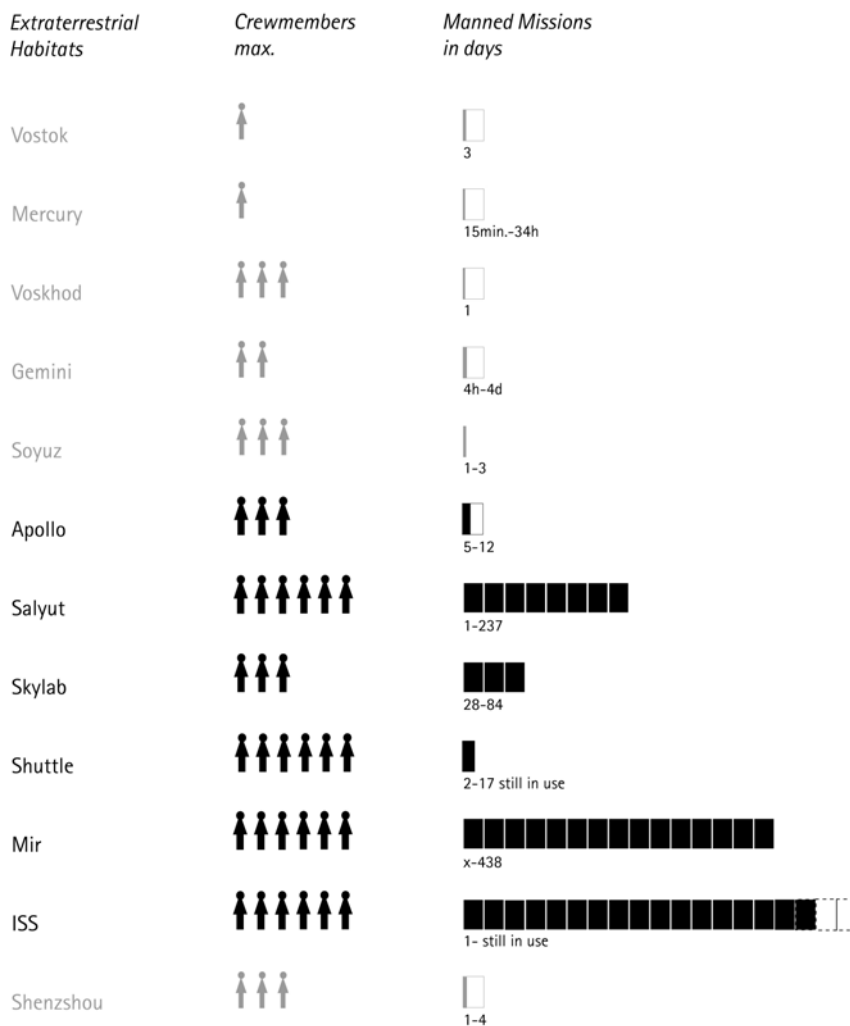 Extraterrestrial Habitats
Crewmembers max.
Manned Missions in days
Vostok
3
Mercury
15min.-34h
Voskhod
1
Gemini
4h-4d
Soyuz
1-3
Apollo
5-12
Salyut
1-237
Skylab
28-84
Shuttle
2-17 still in use
Mir
x-438
ISS
1- still in use
Shenzshou
1-4